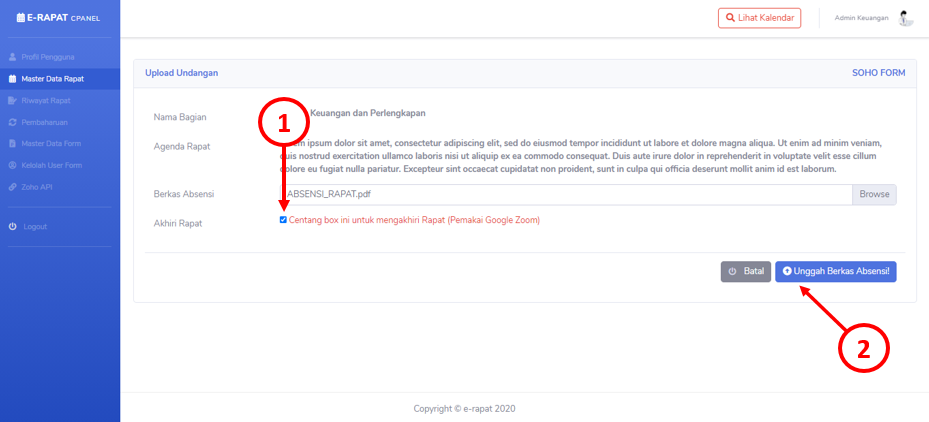 E-RAPAT CPANEL
Lihat Kalendar
Admin Keuangan
Profil Pengguna
Master Data Rapat
Riwayat Rapat
Pembaharuan
Master Data Form
Kelolah User Form
Zoho API
Logout
Upload Undangan
SOHO FORM
Nama Bagian
Keuangan dan Perlengkapan
1
Agenda Rapat
ipsum dolor sit amet, consectetur adipiscing elit, sed do eiusmod tempor incididunt ut labore et dolore magna aliqua. Ut enim ad minim veniam,
quis nostrud exercitation ullamco laboris nisi ut aliquip ex ea commodo consequat. Duis aute irure dolor in reprehenderit in voluptate velit esse cillum
dolore eu fugiat nulla pariatur. Excepteur sint occaecat cupidatat non proident, sunt in culpa qui officia deserunt mollit anim id est laborum.
Berkas Absensi
ABSENSI_RAPAT.pdf
Browse
Akhiri Rapat
Centang box ini untuk mengakhiri Rapat (Pemakai Google Zoom)
Batal
Unggah Berkas Absensi!
2
Copyright © e-rapat 2020